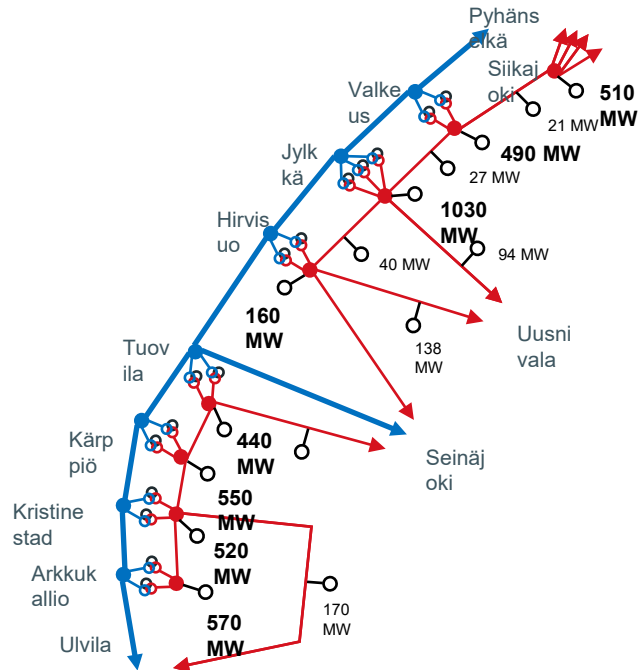 Pyhäns
elkä
Siikaj
oki
Valke
us
510
MW
21 MW
490 MW
Jylk
kä
27 MW
1030
MW
Hirvis
uo
40 MW
94 MW
160
MW
138
MW
Uusni
vala
Tuov
ila
Kärp
piö
440
MW
Seinäj
oki
Kristine
stad
550
MW
520
MW
Arkkuk
allio
570
MW
170
MW
Ulvila